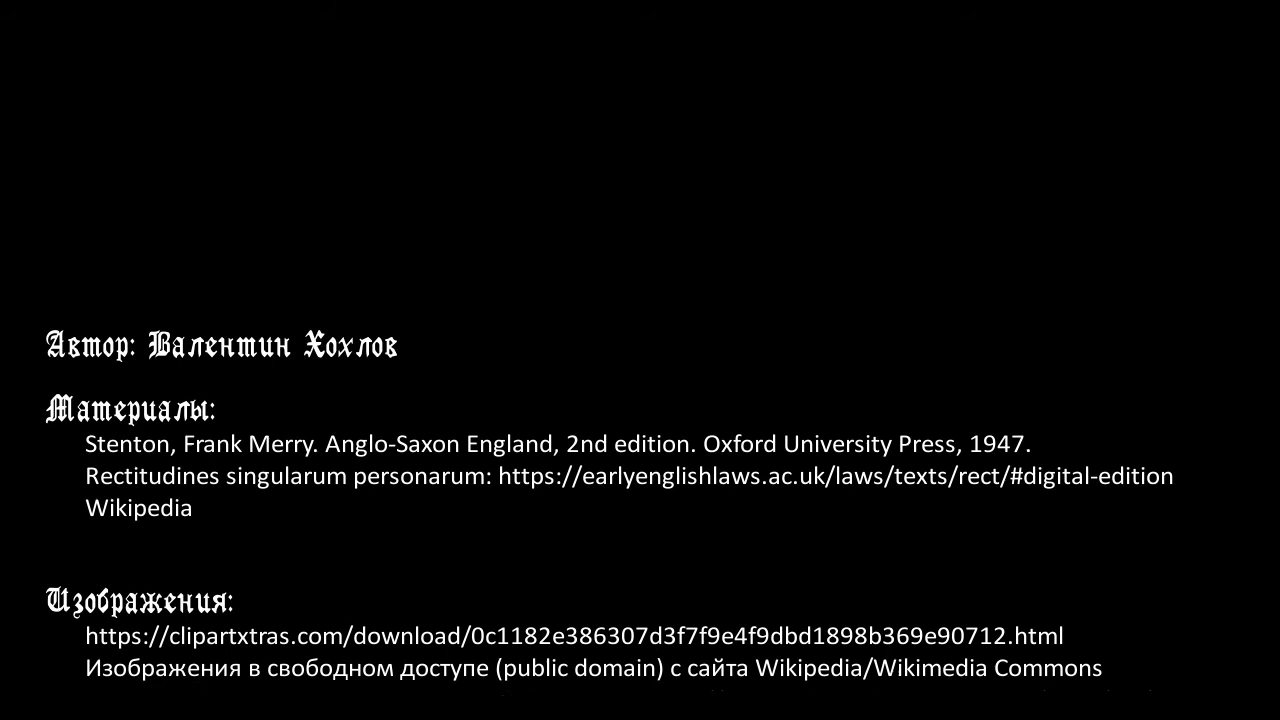 Автор: Валентин Хохлов
Материалы:
Stenton, Frank Merry. Anglo-Saxon England, 2nd edition. Oxford University Press, 1947.
Rectitudines singularum personarum: https://earlyenglishlaws.ac.uk/laws/texts/rect/#digital-edition
Wikipedia
Изображения:
https://clipartxtras.com/download/0c1182e386307d3f7f9e4f9dbd1898b369e90712.html
Изображения в свободном доступе (public domain) с сайта Wikipedia/Wikimedia Commons